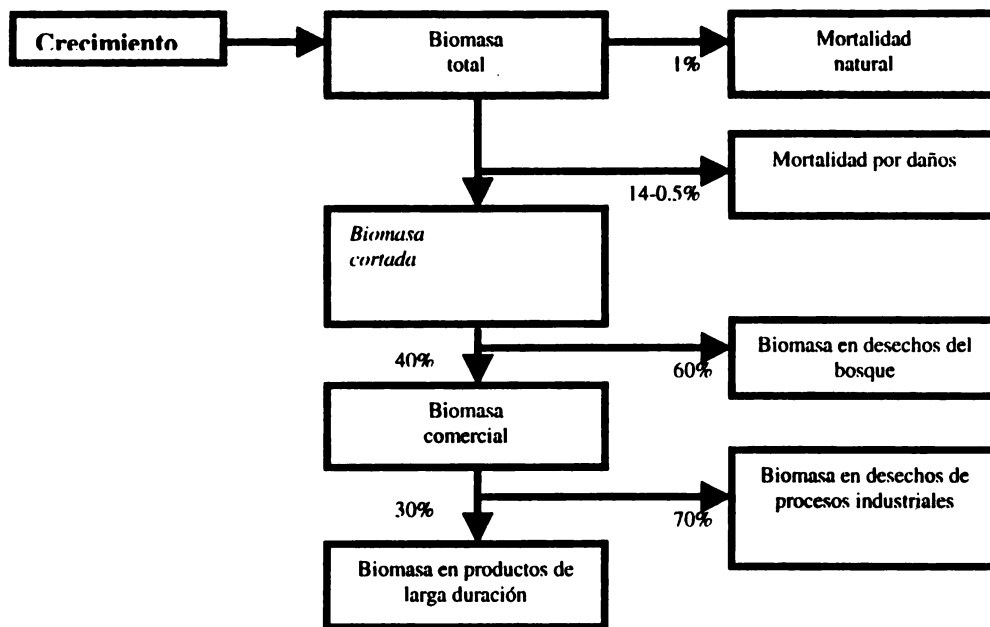 Crecimiento
Biomasa
total
1%
Mortalidad
natural
Mortalidad por daños
14-0.5%
Biomasa
cortada
40%
60%
Biomasa en desechos del
bosque
Biomasa
comercial
30%
70%
Biomasa en desechos de
procesos industriales
Biomasa en productos de
larga duración